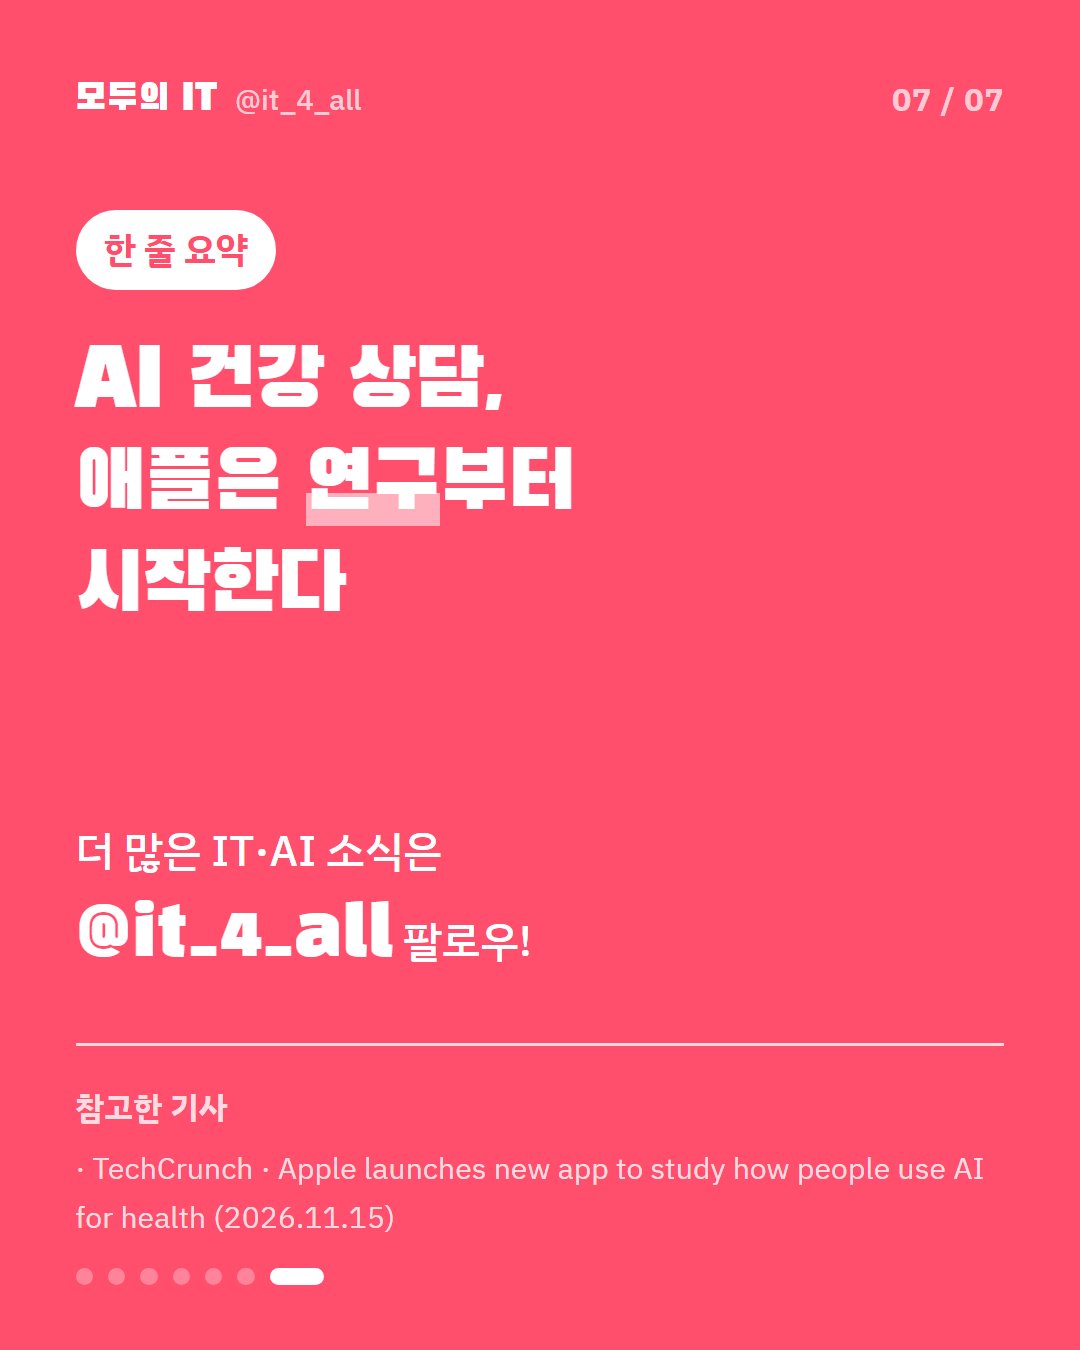 모두의 IT @it_4_all 07 / 07
한 줄 요약
AI 건강 상담,
애플은 연구부터
시작한다
더 많은 IT·AI 소식은
@it_4_all 팔로우!
참고한 기사
· TechCrunch · Apple launches new app to study how people use AI
for health (2026.11.15)